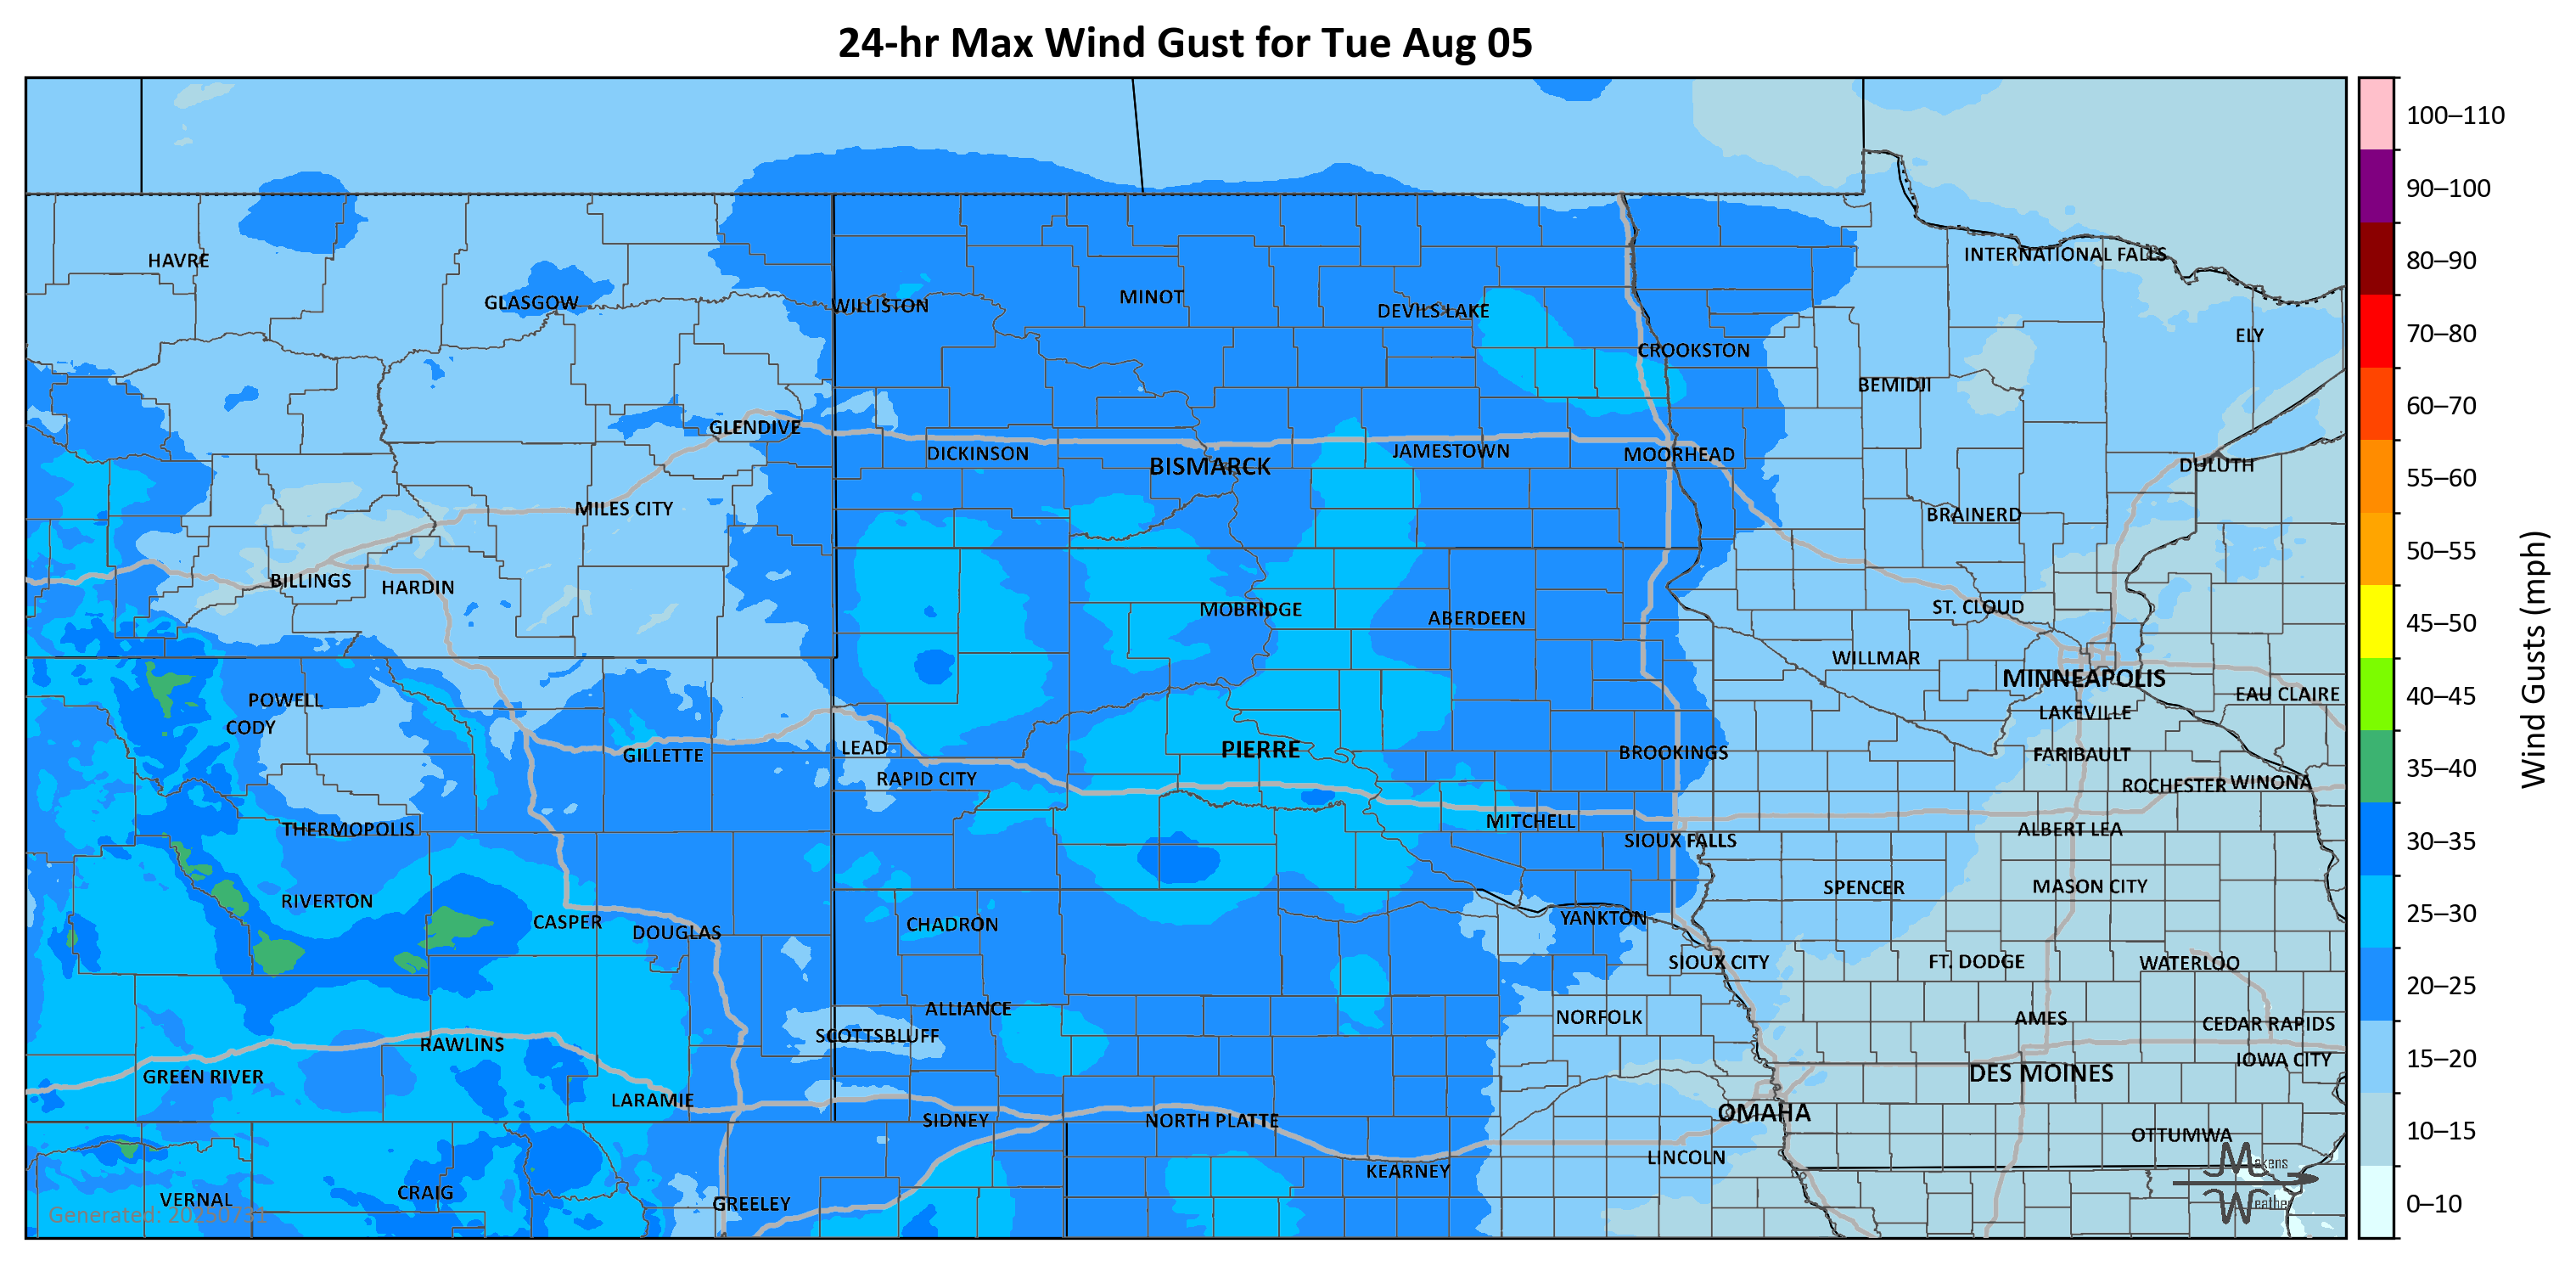 24-hr Max Wind Gust for Tue Aug 05
100–110
90–100
80–90
70–80
60–70
55–60
50–55
45–50
40–45
35–40
30–35
25–30
20–25
15–20
10–15
0–10
Wind Gusts (mph)
HAVRE
INTERNATIONAL FALLS
GLASGOW
WILLISTON
MINOT
DEVILS LAKE
ELY
CROOKSTON
BEMIDJI
GLENDIVE
DICKINSON
BISMARCK
JAMESTOWN
MOORHEAD
DULUTH
MILES CITY
BRAINERD
BILLINGS
HARDIN
MOBRIDGE
ABERDEEN
ST. CLOUD
WILLMAR
MINNEAPOLIS
POWELL
EAU CLAIRE
CODY
LAKEVILLE
GILLETTE
LEAD
PIERRE
BROOKINGS
FARIBAULT
RAPID CITY
ROCHESTER
WINONA
THERMOPOLIS
MITCHELL
ALBERT LEA
SIOUX FALLS
RIVERTON
SPENCER
MASON CITY
CASPER
DOUGLAS
CHADRON
YANKTON
SIOUX CITY
FT. DODGE
WATERLOO
ALLIANCE
NORFOLK
AMES
CEDAR RAPIDS
SCOTTSBLUFF
RAWLINS
IOWA CITY
GREEN RIVER
DES MOINES
LARAMIE
SIDNEY
NORTH PLATTE
OMAHA
OTTUMWA
KEARNEY
LINCOLN
VERNAL
CRAIG
GREELEY
Generated: 20250731
Makens
Weather